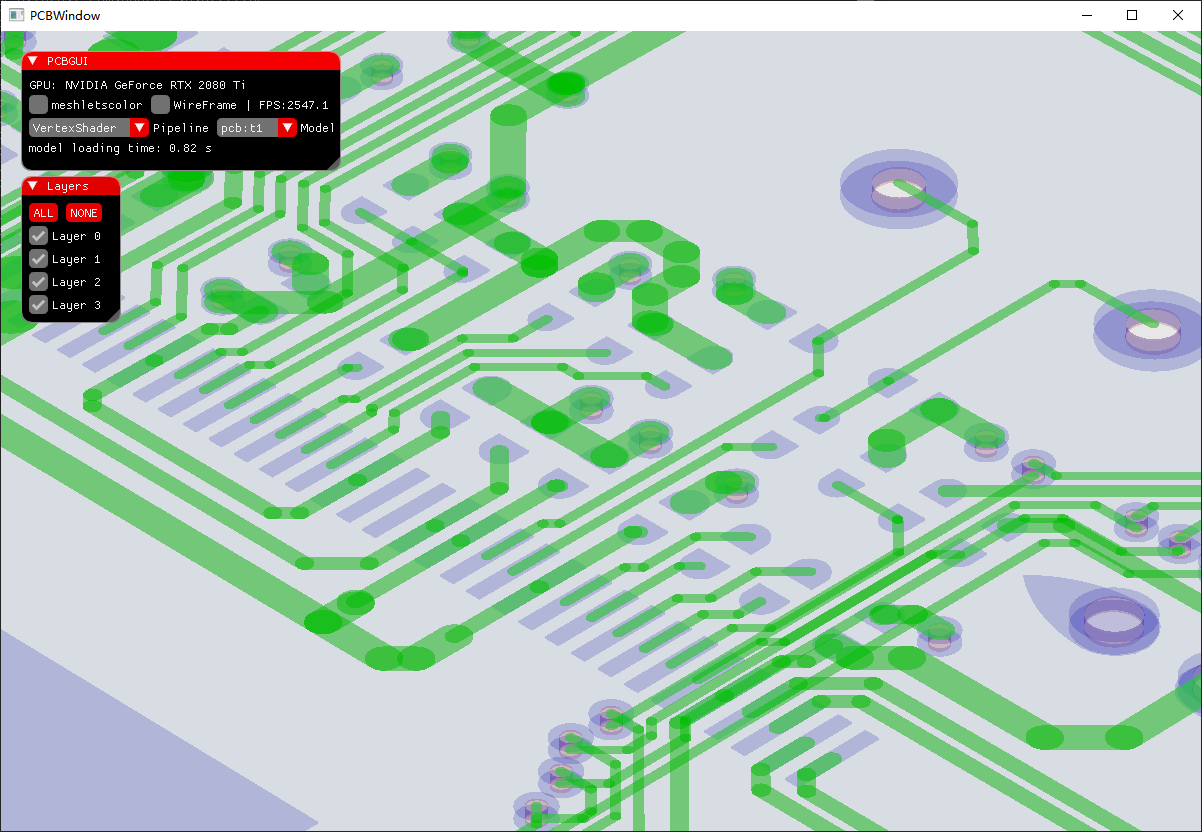 PCBWindow
PCBGUI
GPU: NVIDIA GeForce RTX 2080 Ti
meshletscolor WireFrame | FPS:2547.1
VertexShader Pipeline pcb:t1 Model
model loading time: 0.82 s
Layers
ALL NONE
Layer 0
Layer 1
Layer 2
Layer 3